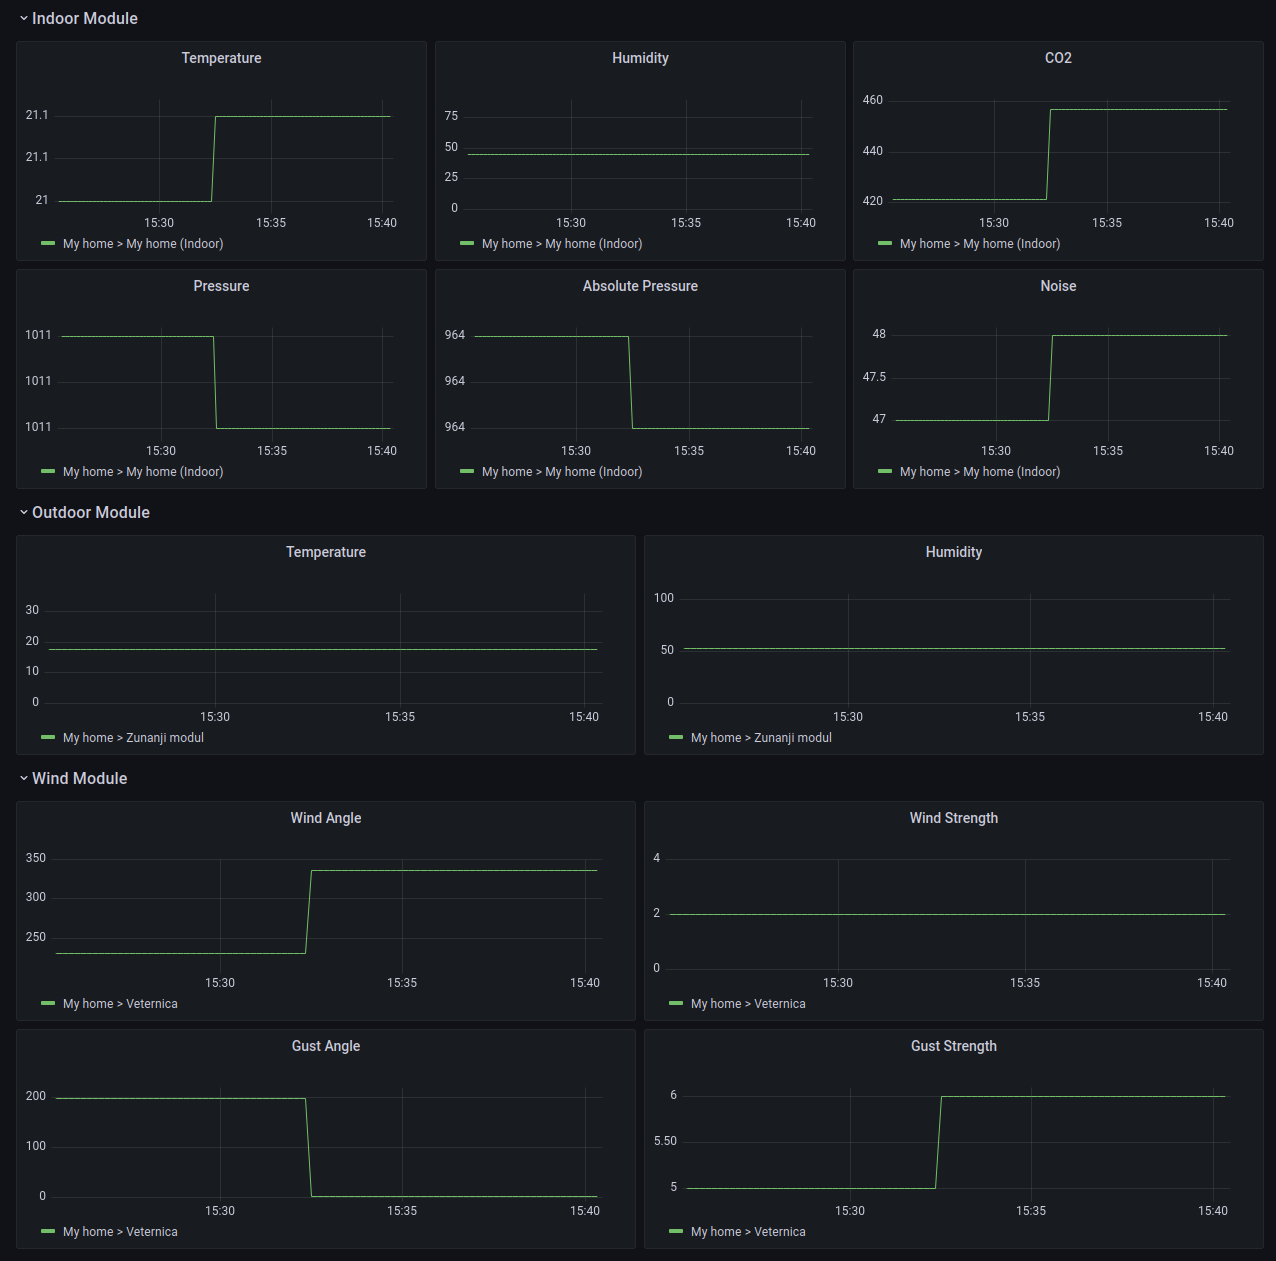 Indoor Module
Temperature
21.1
21.1
21
15:30 15:35 15:40
My home > My home (Indoor)
Humidity
75
50
25
0
15:30 15:35 15:40
My home > My home (Indoor)
CO2
460
440
420
15:30 15:35 15:40
My home > My home (Indoor)
Pressure
1011
1011
1011
15:30 15:35 15:40
My home > My home (Indoor)
Absolute Pressure
964
964
964
15:30 15:35 15:40
My home > My home (Indoor)
Noise
48
47.5
47
15:30 15:35 15:40
My home > My home (Indoor)
Outdoor Module
Temperature
30
20
10
0
15:30 15:35 15:40
My home > Zunanji modul
Humidity
100
50
0
15:30 15:35 15:40
My home > Zunanji modul
Wind Module
Wind Angle
350
300
250
15:30 15:35 15:40
My home > Veternica
Wind Strength
4
2
0
15:30 15:35 15:40
My home > Veternica
Gust Angle
200
100
0
15:30 15:35 15:40
My home > Veternica
Gust Strength
6
5.50
5
15:30 15:35 15:40
My home > Veternica